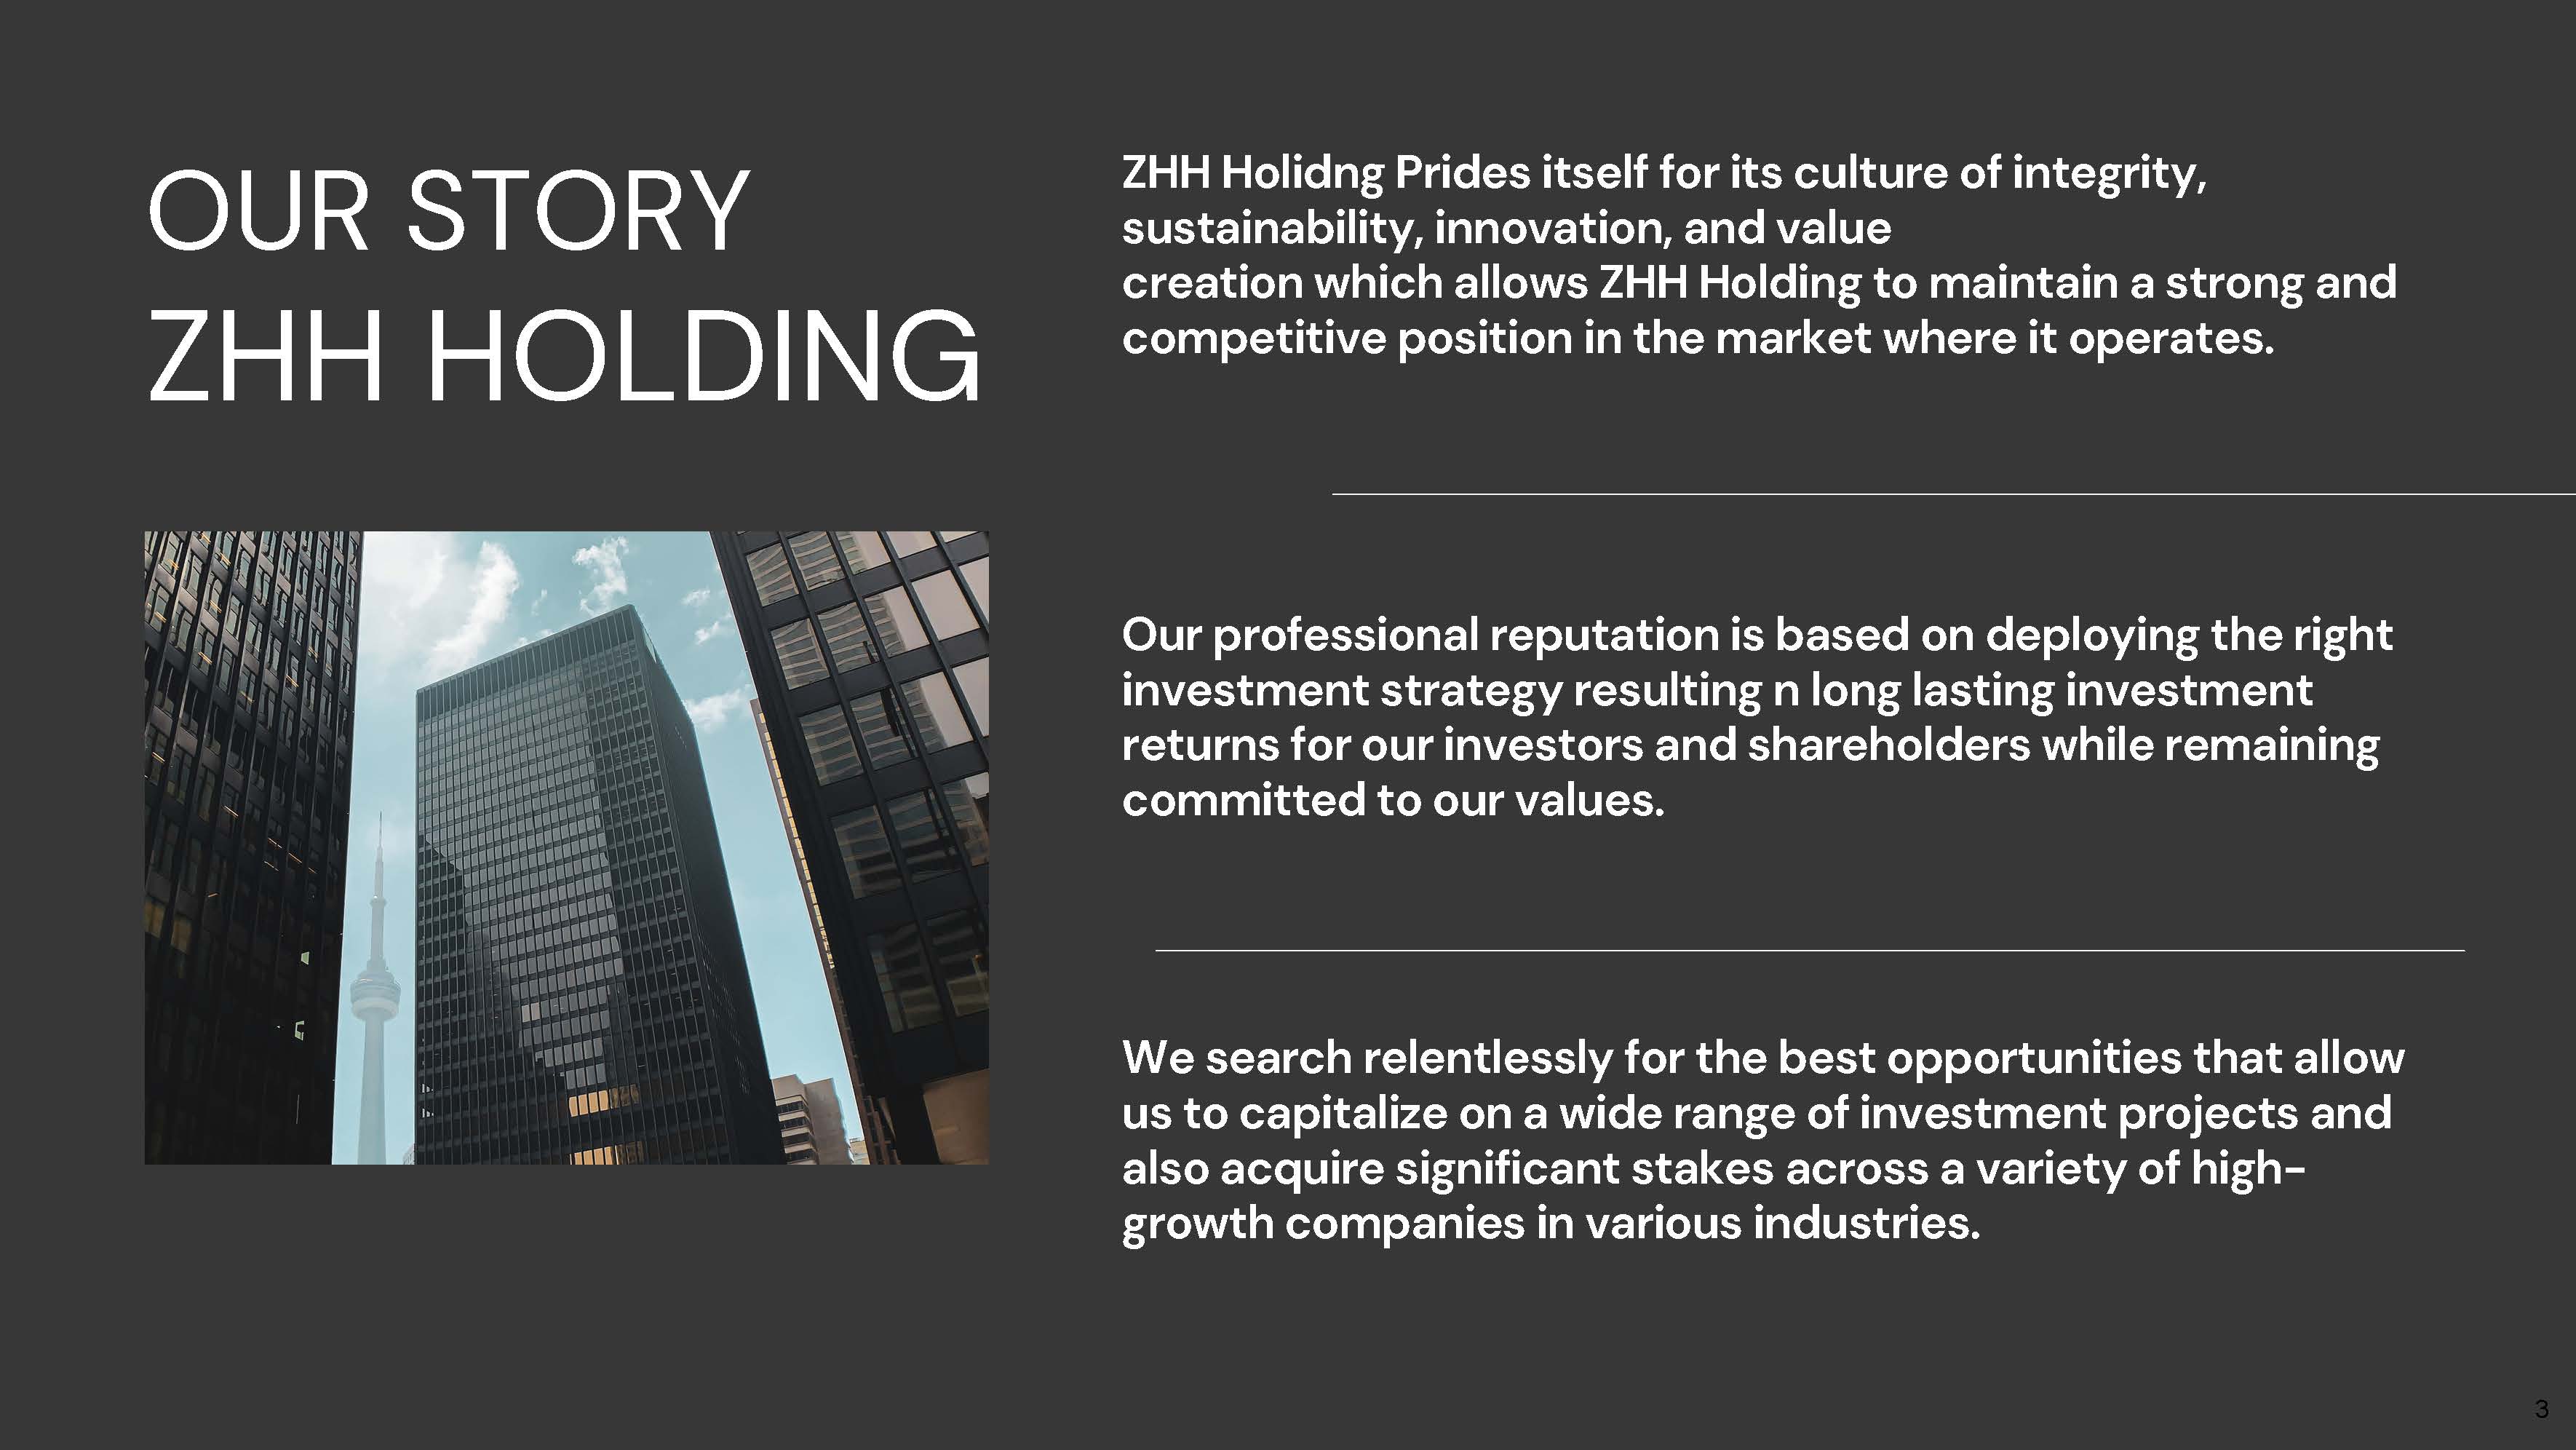 OUR STORY
ZHH HOLDING
ZHH Holidng Prides itself for its culture of integrity,
sustainability, innovation, and value
creation which allows ZHH Holding to maintain a strong and
competitive position in the market where it operates.
Our professional reputation is based on deploying the right
investment strategy resulting n long lasting investment
returns for our investors and shareholders while remaining
committed to our values.
We search relentlessly for the best opportunities that allow
us to capitalize on a wide range of investment projects and
also acquire significant stakes across a variety of high-
growth companies in various industries.
3